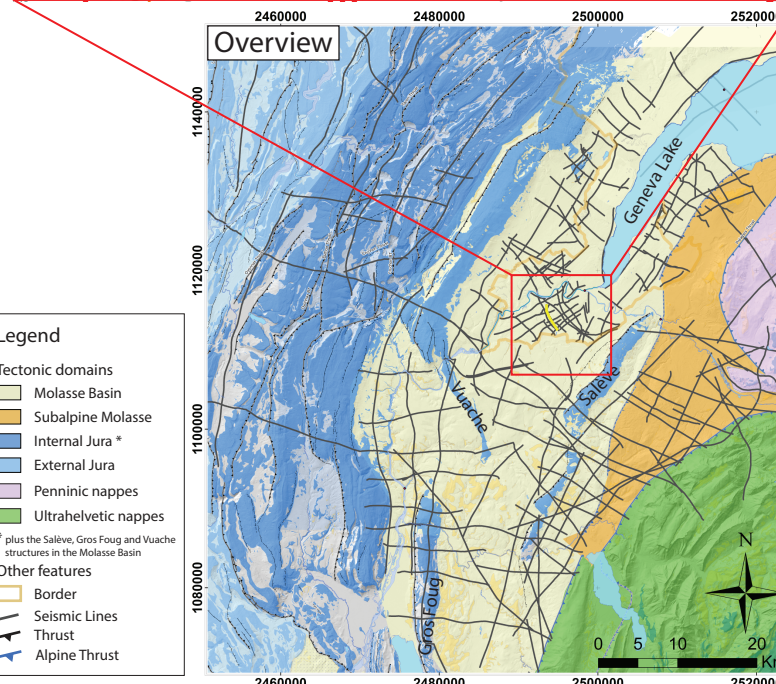 2460000 2480000 2500000 2520000
Overview
1140000
Geneva Lake
1120000
Legend
Tectonic domains
Molasse Basin
Subalpine Molasse
Internal Jura *
External Jura
Penninic nappes
Ultrahelvetic nappes
* plus the Salève, Gros Foug and Vuache
structures in the Molasse Basin
Other features
Border
Seismic Lines
Thrust
Alpine Thrust
Vuache
Salève
1100000
1080000
Gros Foug
N
0 5 10 20
Km
2460000 2480000 2500000 2520000